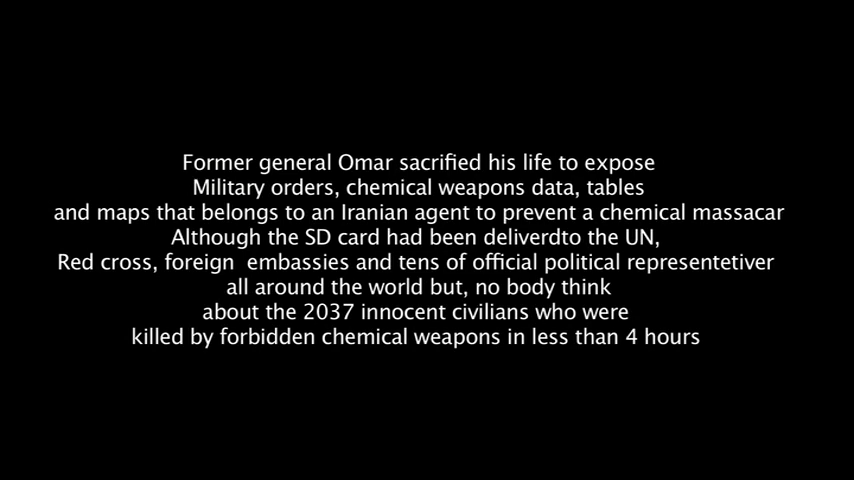 Former general Omar sacrified his life to expose
Military orders, chemical weapons data, tables
and maps that belongs to an Iranian agent to prevent a chemical massacar
Although the SD card had been deliverdto the UN,
Red cross, foreign  embassies and tens of official political representetiver
all around the world but, no body think
about the 2037 innocent civilians who were
killed by forbidden chemical weapons in less than 4 hours